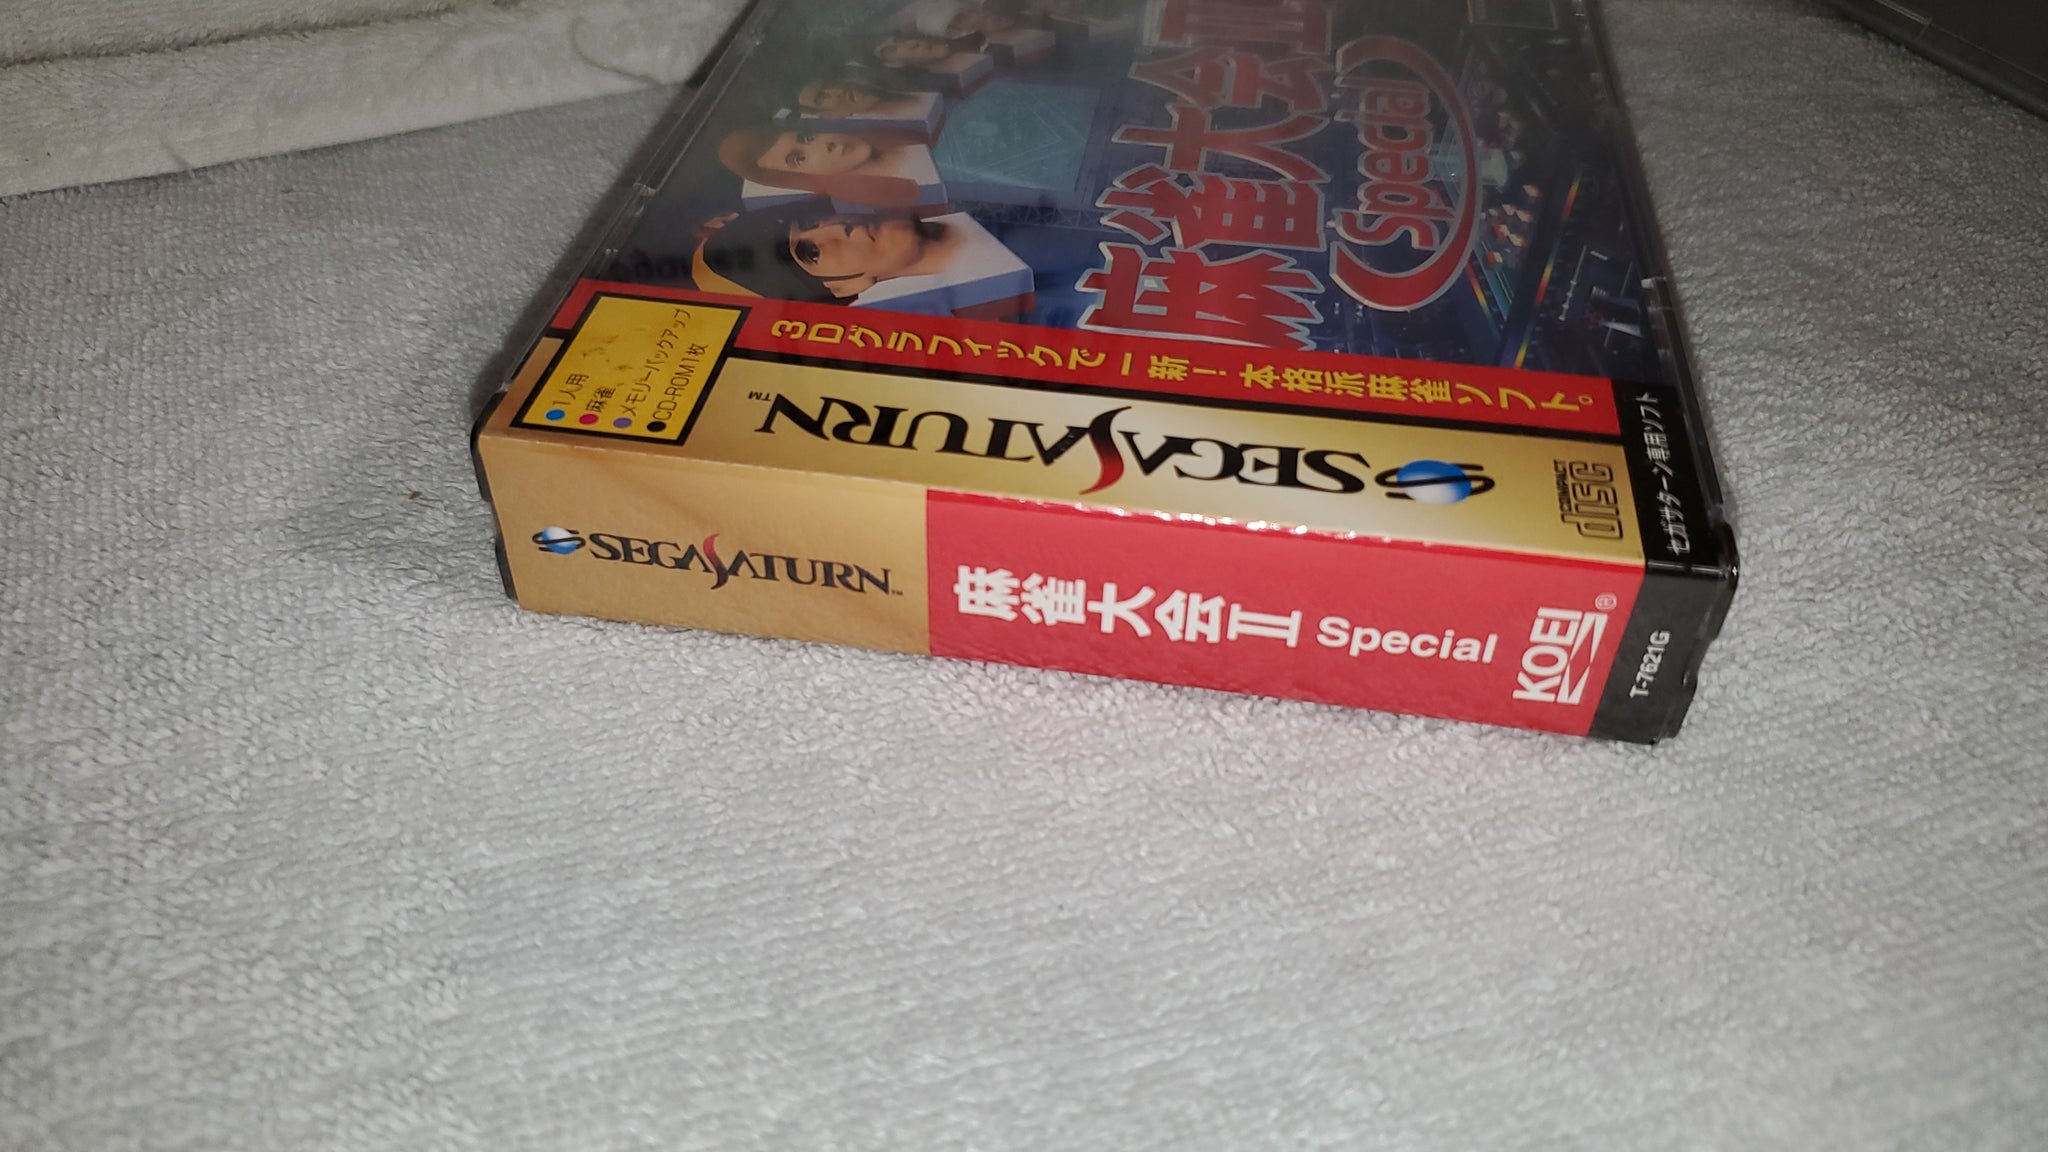 麻雀大会II
Special
3Dグラフィックで一新！本格派麻雀ソフト。
●1人用
●麻雀
●メモリーバックアップ
●CD-ROM1枚
SEGA SATURN™
COMPACT
disc
セガサターン専用ソフト
SEGA SATURN™
麻雀大会II Special
KOEI®
T-7621G